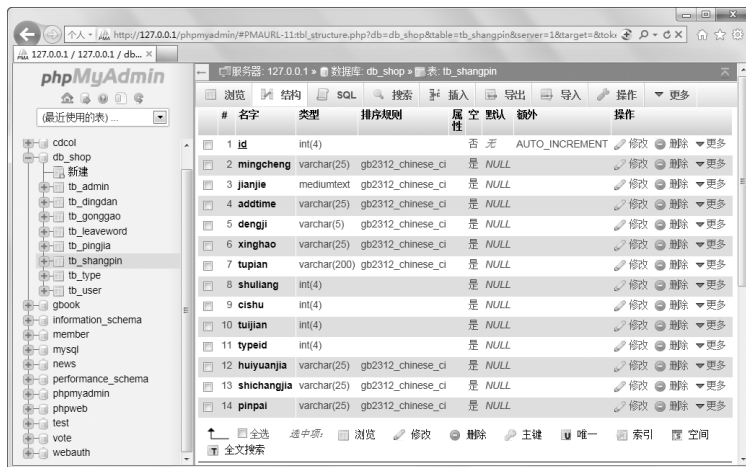 http://127.0.0.1/phpmyadmin/#PMAURL-11:tbl_structure.php?db=db_shop&table=tb_shangpin&server=1&target=&toke
127.0.0.1 / 127.0.0.1 / db... ×
phpMyAdmin
(最近使用的表) ...
cdcol
db_shop
新建
tb_admin
tb_dingdan
tb_gonggao
tb_leaveword
tb_pingjia
tb_shangpin
tb_type
tb_user
gbook
information_schema
member
mysql
news
performance_schema
phpmyadmin
phpweb
test
vote
webauth
服务器: 127.0.0.1 » 数据库: db_shop » 表: tb_shangpin
浏览 结构 SQL 搜索 插入 导出 导入 操作 更多
# 名字 类型 排序规则 属性 空 默认 额外 操作
1 id int(4) 否 无 AUTO_INCREMENT 修改 删除 更多
2 mingcheng varchar(25) gb2312_chinese_ci 是 NULL 修改 删除 更多
3 jianjie mediumtext gb2312_chinese_ci 是 NULL 修改 删除 更多
4 addtime varchar(25) gb2312_chinese_ci 是 NULL 修改 删除 更多
5 dengji varchar(5) gb2312_chinese_ci 是 NULL 修改 删除 更多
6 xinghao varchar(25) gb2312_chinese_ci 是 NULL 修改 删除 更多
7 tupian varchar(200) gb2312_chinese_ci 是 NULL 修改 删除 更多
8 shuliang int(4) 是 NULL 修改 删除 更多
9 cishu int(4) 是 NULL 修改 删除 更多
10 tuijian int(4) 是 NULL 修改 删除 更多
11 typeid int(4) 是 NULL 修改 删除 更多
12 huiyuanjia varchar(25) gb2312_chinese_ci 是 NULL 修改 删除 更多
13 shichangjia varchar(25) gb2312_chinese_ci 是 NULL 修改 删除 更多
14 pinpai varchar(25) gb2312_chinese_ci 是 NULL 修改 删除 更多
全选 选中项: 浏览 修改 删除 主键 唯一 索引 空间
全文搜索